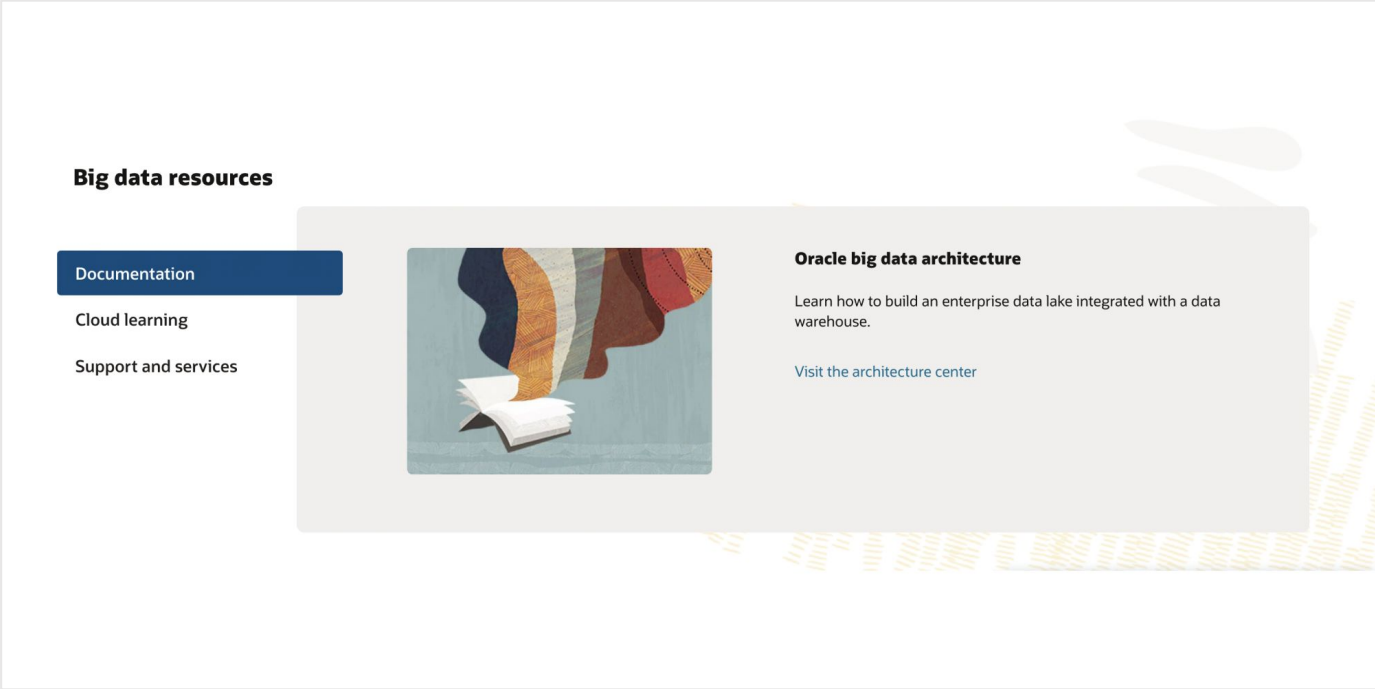 Big data resources
Documentation
Cloud learning
Support and services
Oracle big data architecture
Learn how to build an enterprise data lake integrated with a data
warehouse.
Visit the architecture center